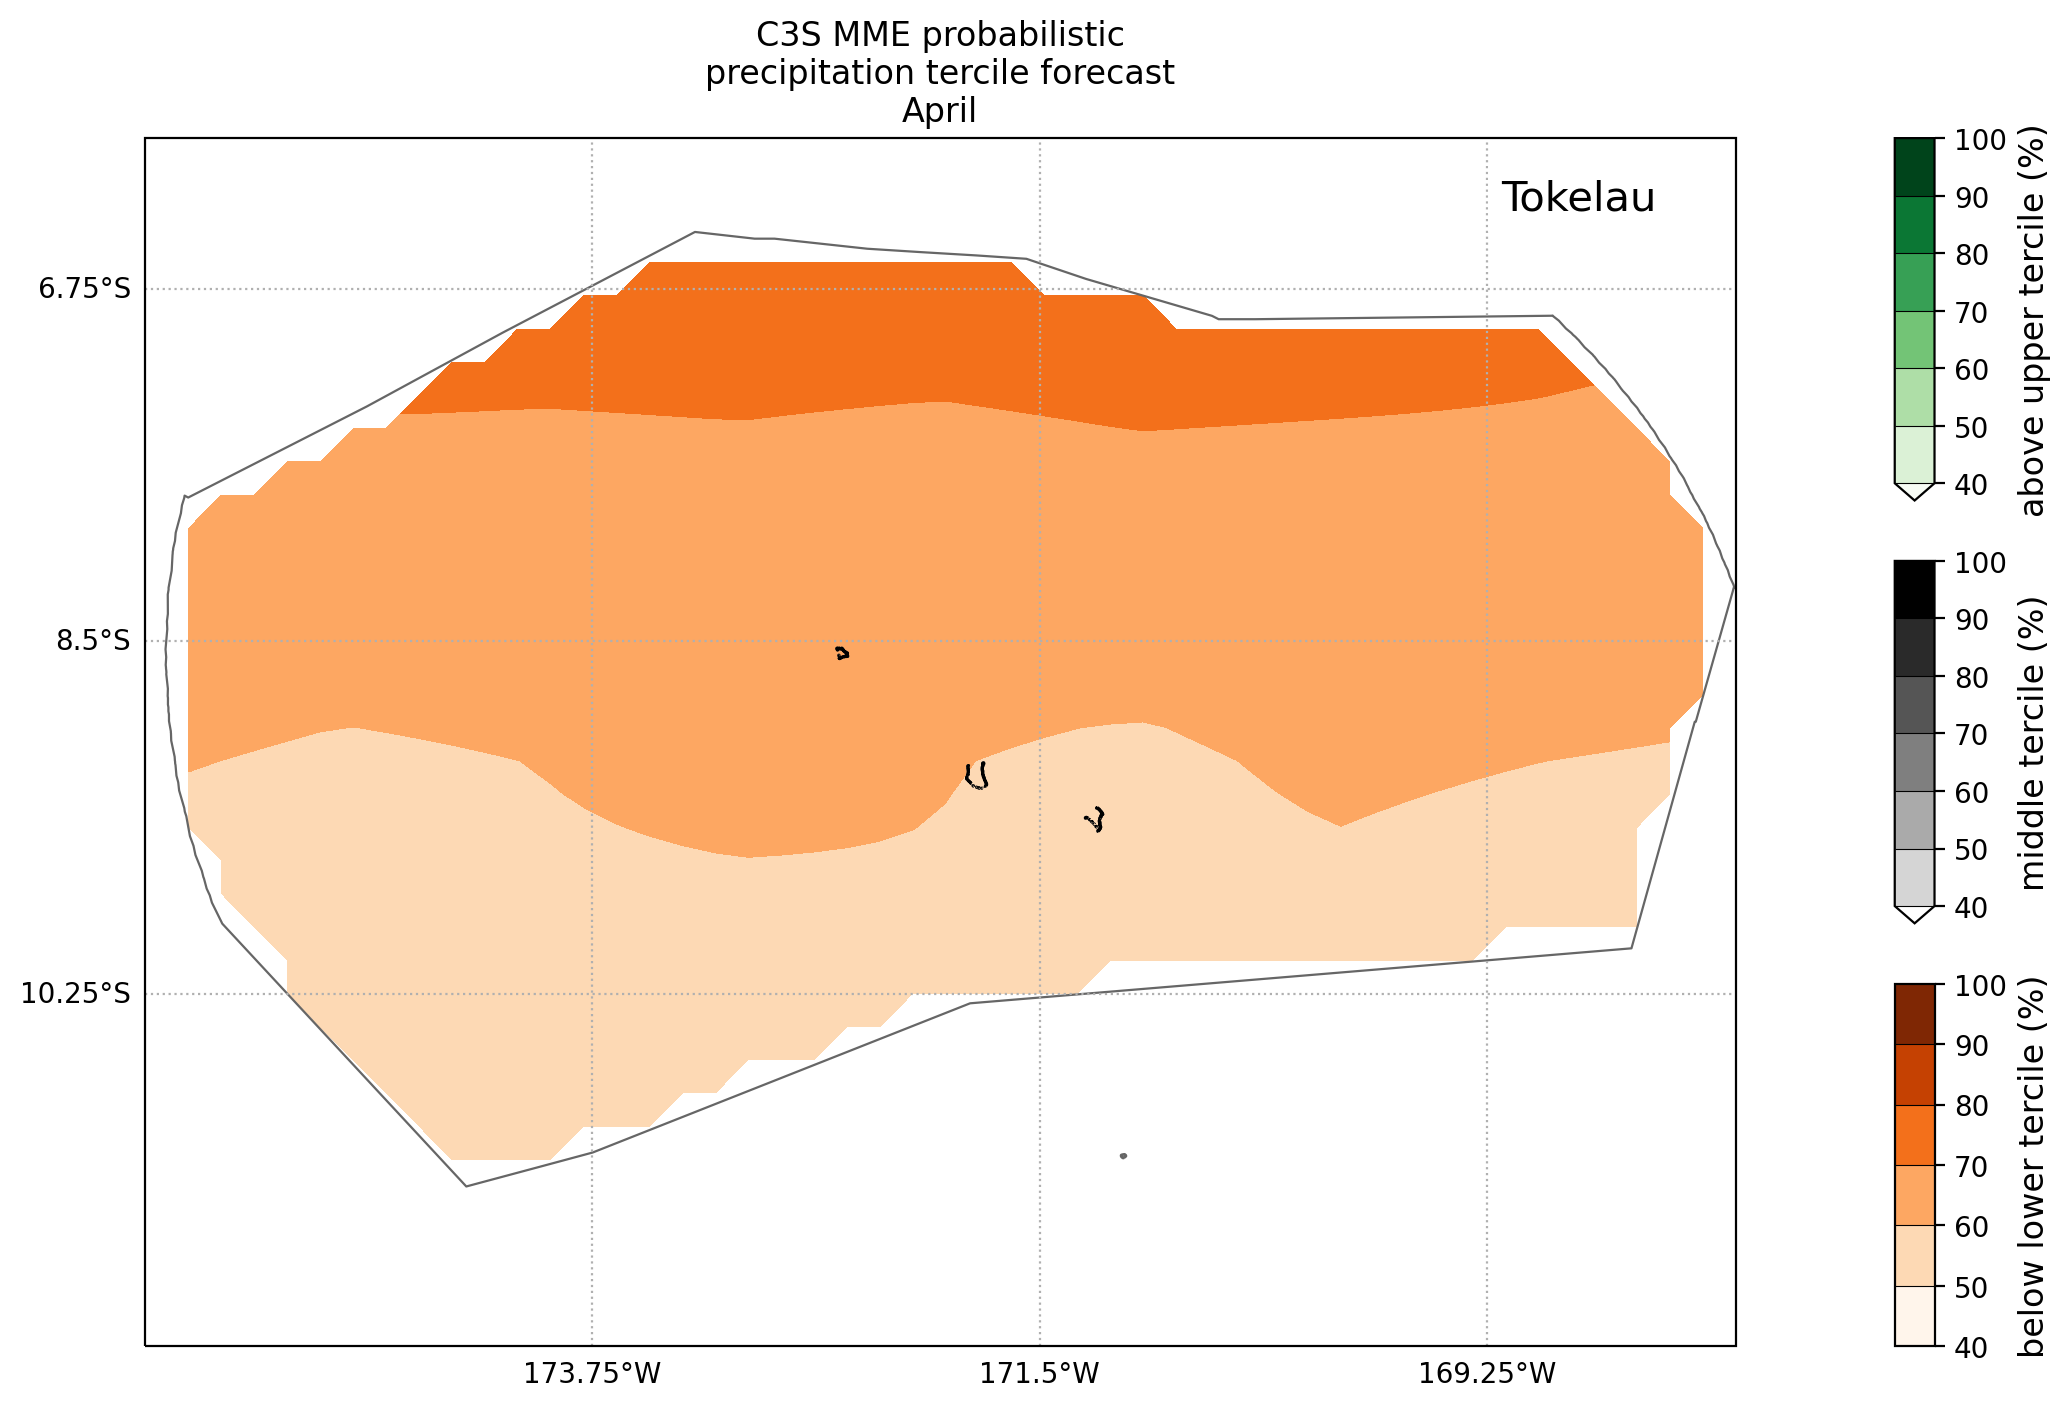 C3S MME probabilistic
precipitation tercile forecast
April
Tokelau
6.75°S
8.5°S
10.25°S
173.75°W
171.5°W
169.25°W
100
90
80
70
60
50
40
above upper tercile (%)
100
90
80
70
60
50
40
middle tercile (%)
100
90
80
70
60
50
40
below lower tercile (%)